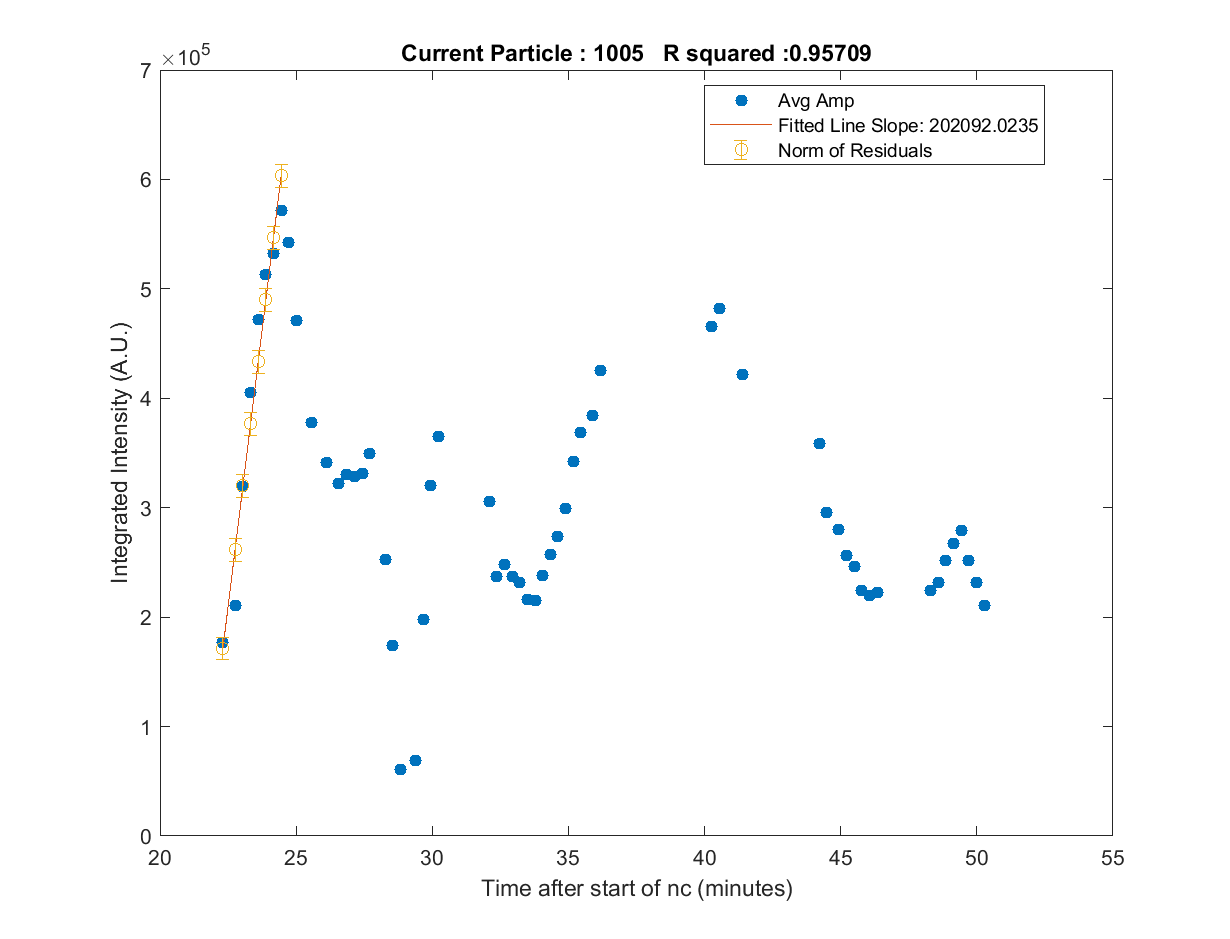 Current Particle : 1005   R squared :0.95709
×10^5
7
6
5
4
3
2
1
0
20
25
30
35
40
45
50
55
Integrated Intensity (A.U.)
Time after start of nc (minutes)
Avg Amp
Fitted Line Slope: 202092.0235
Norm of Residuals